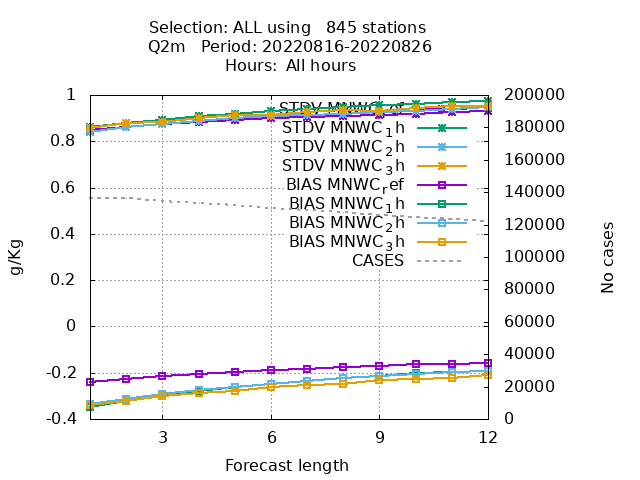 Selection: ALL using   845 stations
Q2m   Period: 20220816-20220826
Hours:  All hours
1
0.8
0.6
0.4
0.2
0
-0.2
-0.4
g/Kg
200000
180000
160000
140000
120000
100000
80000
60000
40000
20000
0
No cases
STDV MNWC_ref
STDV MNWC_1h
STDV MNWC_2h
STDV MNWC_3h
BIAS MNWC_ref
BIAS MNWC_1h
BIAS MNWC_2h
BIAS MNWC_3h
CASES
3 6 9 12
Forecast length